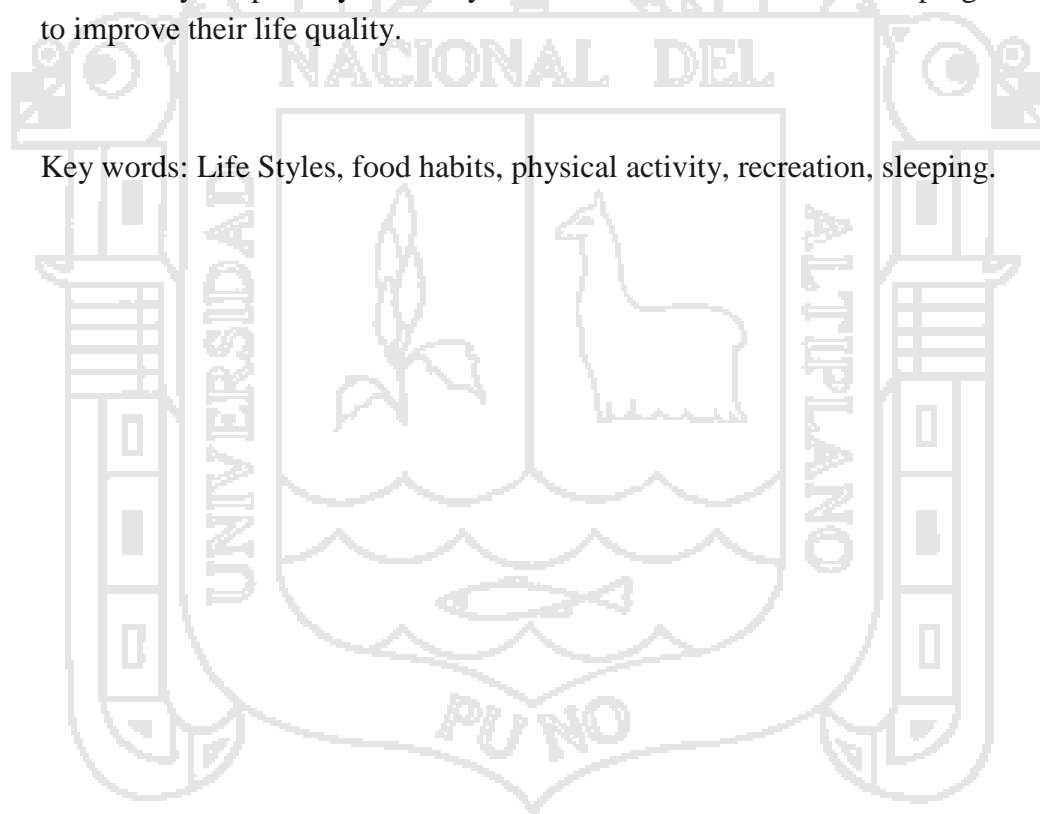 to improve their life quality.
NACIONAL DEL
Key words: Life Styles, food habits, physical activity, recreation, sleeping.
UNIVERSIDAD
ALTIPLANO
PUNO